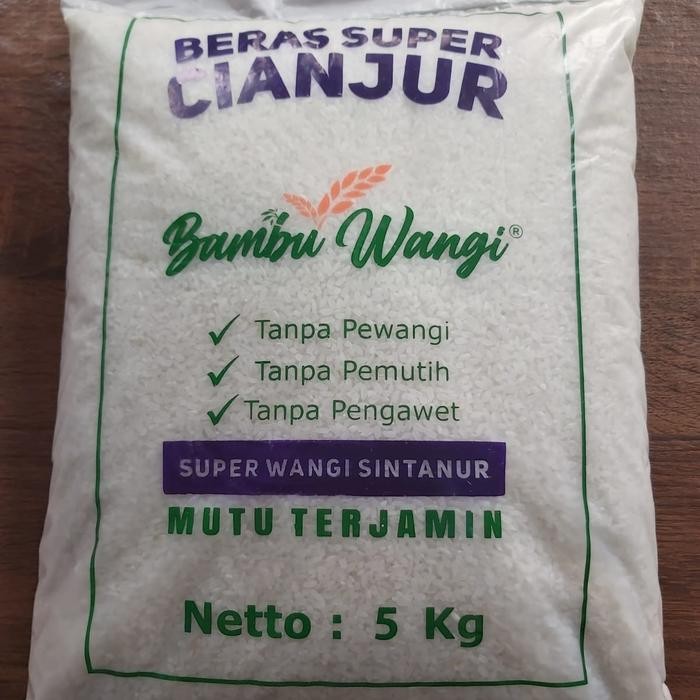 BERAS SUPER
CIANJUR
Bambu Wangi®
✓ Tanpa Pewangi
✓ Tanpa Pemutih
✓ Tanpa Pengawet
SUPER WANGI SINTANUR
MUTU TERJAMIN
Netto : 5 Kg